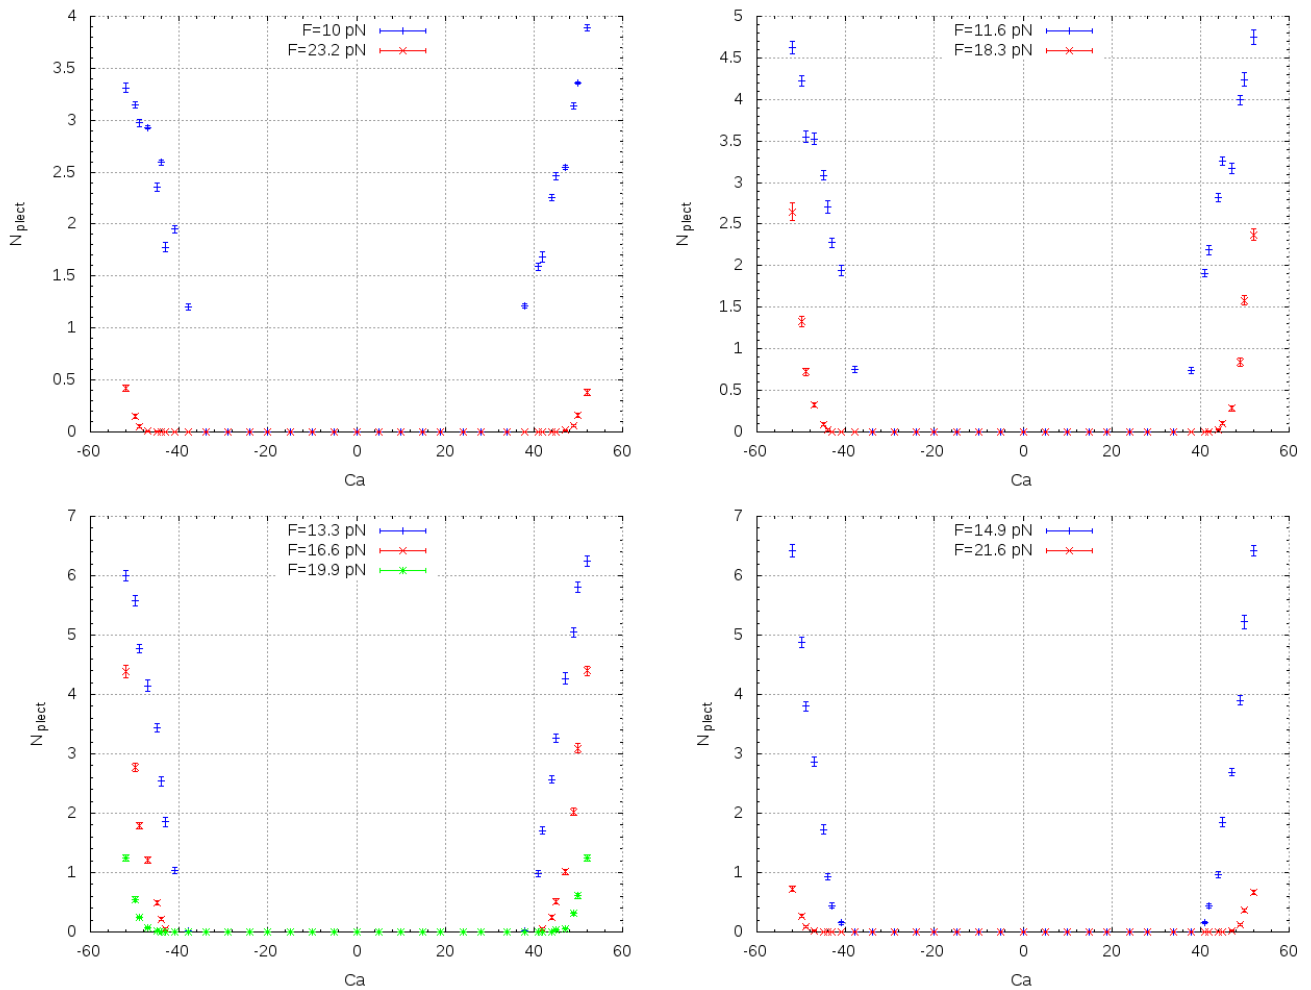 F=10 pN
F=23.2 pN
4
3.5
3
2.5
2
1.5
1
0.5
0
N plect
-60 -40 -20 0 20 40 60
Ca
F=11.6 pN
F=18.3 pN
5
4.5
4
3.5
3
2.5
2
1.5
1
0.5
0
N plect
-60 -40 -20 0 20 40 60
Ca
F=13.3 pN
F=16.6 pN
F=19.9 pN
7
6
5
4
3
2
1
0
N plect
-60 -40 -20 0 20 40 60
Ca
F=14.9 pN
F=21.6 pN
7
6
5
4
3
2
1
0
N plect
-60 -40 -20 0 20 40 60
Ca